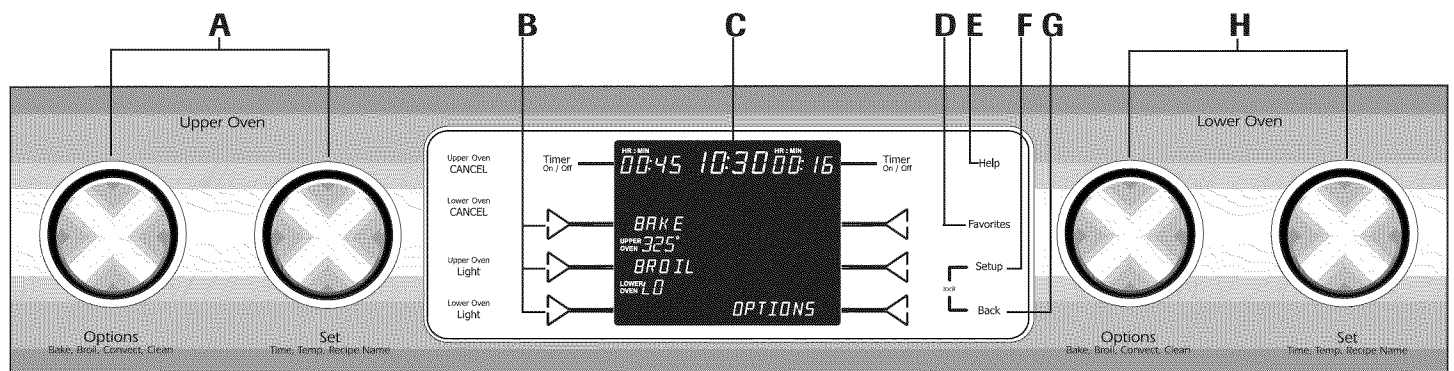 A B C D E F G H
Upper Oven
Lower Oven
Upper Oven
CANCEL
Timer
On / Off
HR : MIN
00:45
10:30
HR : MIN
00:16
Timer
On / Off
Help
Lower Oven
CANCEL
BAKE
UPPER OVEN 325°
Favorites
Upper Oven
Light
BROIL
LOWER OVEN LO
Setup
lock
Lower Oven
Light
OPTIONS
Back
Options
Bake, Broil, Convect, Clean
Set
Time, Temp, Recipe Name
Options
Bake, Broil, Convect, Clean
Set
Time, Temp, Recipe Name